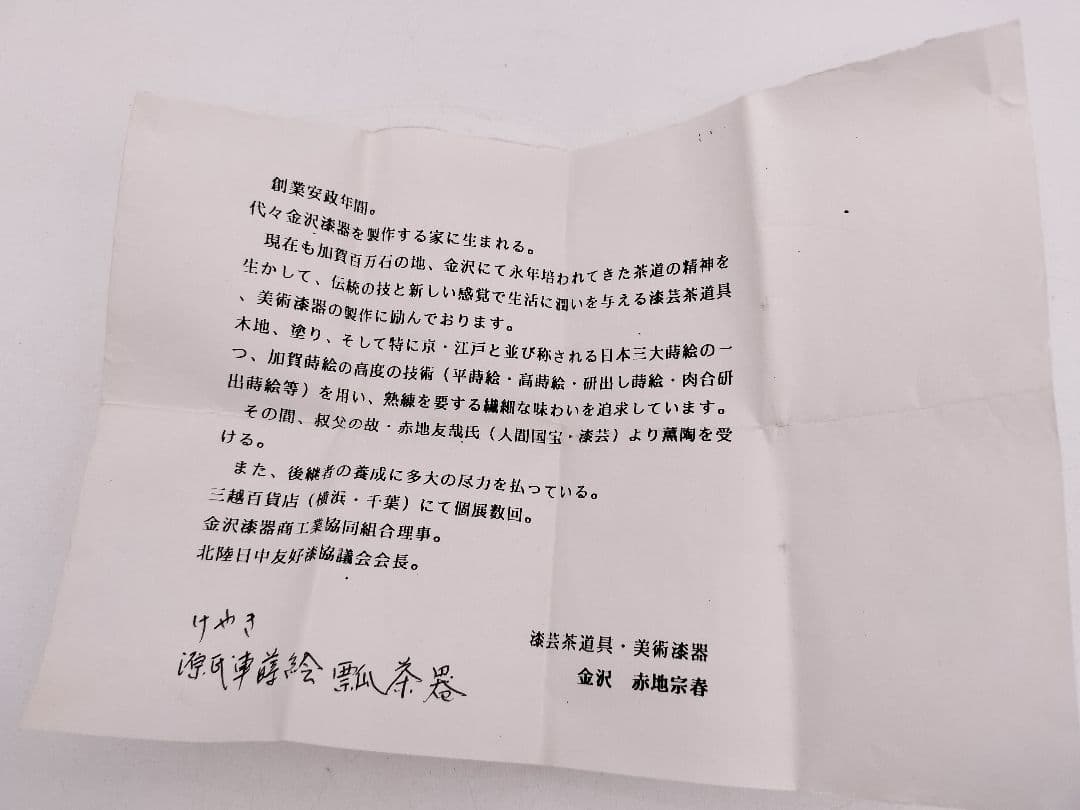 創業安政年間。
代々金沢漆器を製作する家に生まれる。
現在も加賀百万石の地、金沢にて永年培われてきた茶道の精神を
生かして、伝統の技と新しい感覚で生活に潤いを与える漆芸茶道具
、美術漆器の製作に励んでおります。
木地、塗り、そして特に京・江戸と並び称される日本三大蒔絵の一
つ、加賀蒔絵の高度の技術（平蒔絵・高蒔絵・研出し蒔絵・肉合研
出蒔絵等）を用い、熟練を要する繊細な味わいを追求しています。
その間、叔父の故・赤地友哉氏（人間国宝・漆芸）より薫陶を受
ける。
また、後継者の養成に多大の尽力を払っている。
三越百貨店（横浜・千葉）にて個展数回。
金沢漆器商工業協同組合理事。
北陸日中友好漆協議会会長。
けやき
源氏車蒔絵瓢茶器
漆芸茶道具・美術漆器
金沢　赤地宗春